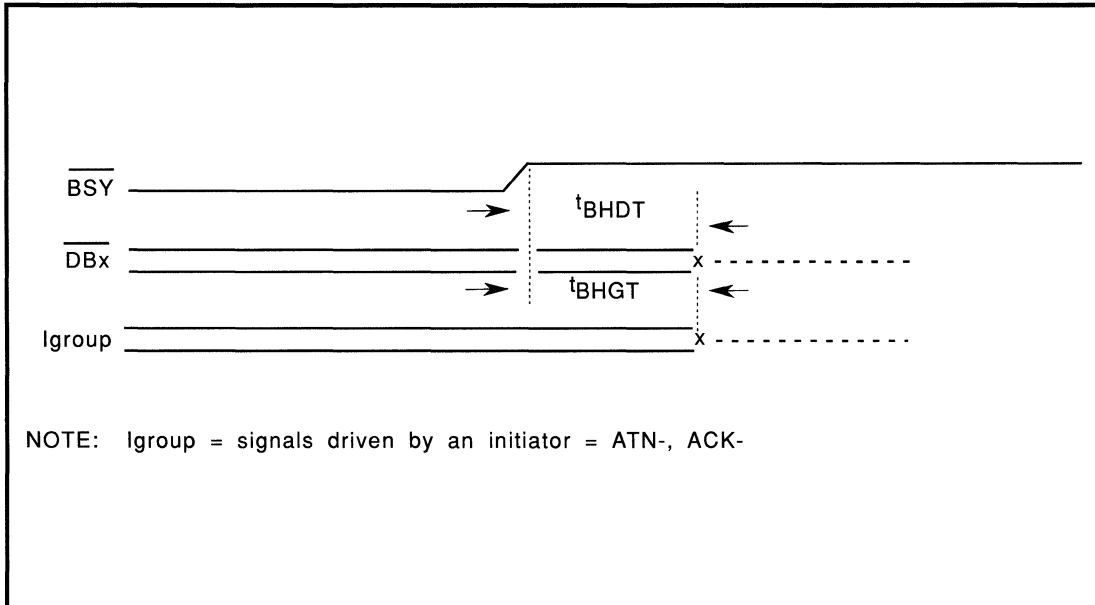 BSY
tBHDT
DBx
x
tBHGT
Igroup
x
NOTE: Igroup = signals driven by an initiator = ATN-, ACK-